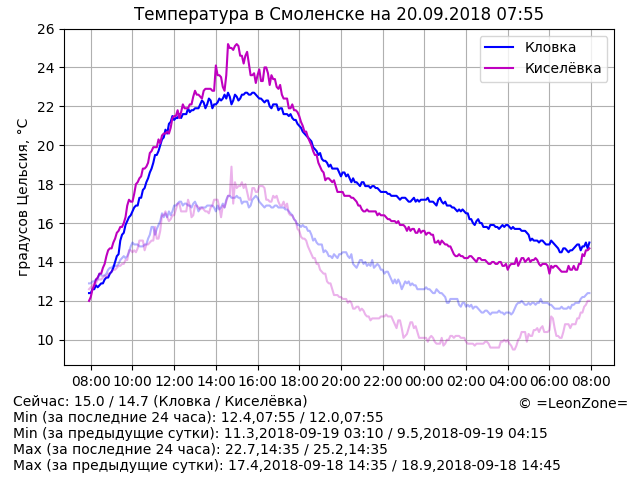 Температура в Смоленске на 20.09.2018 07:55
Кловка
Киселёвка
градусов Цельсия, °C
26
24
22
20
18
16
14
12
10
08:00 10:00 12:00 14:00 16:00 18:00 20:00 22:00 00:00 02:00 04:00 06:00 08:00
Сейчас: 15.0 / 14.7 (Кловка / Киселёвка)
© =LeonZone=
Min (за последние 24 часа): 12.4,07:55 / 12.0,07:55
Min (за предыдущие сутки): 11.3,2018-09-19 03:10 / 9.5,2018-09-19 04:15
Max (за последние 24 часа): 22.7,14:35 / 25.2,14:35
Max (за предыдущие сутки): 17.4,2018-09-18 14:35 / 18.9,2018-09-18 14:45